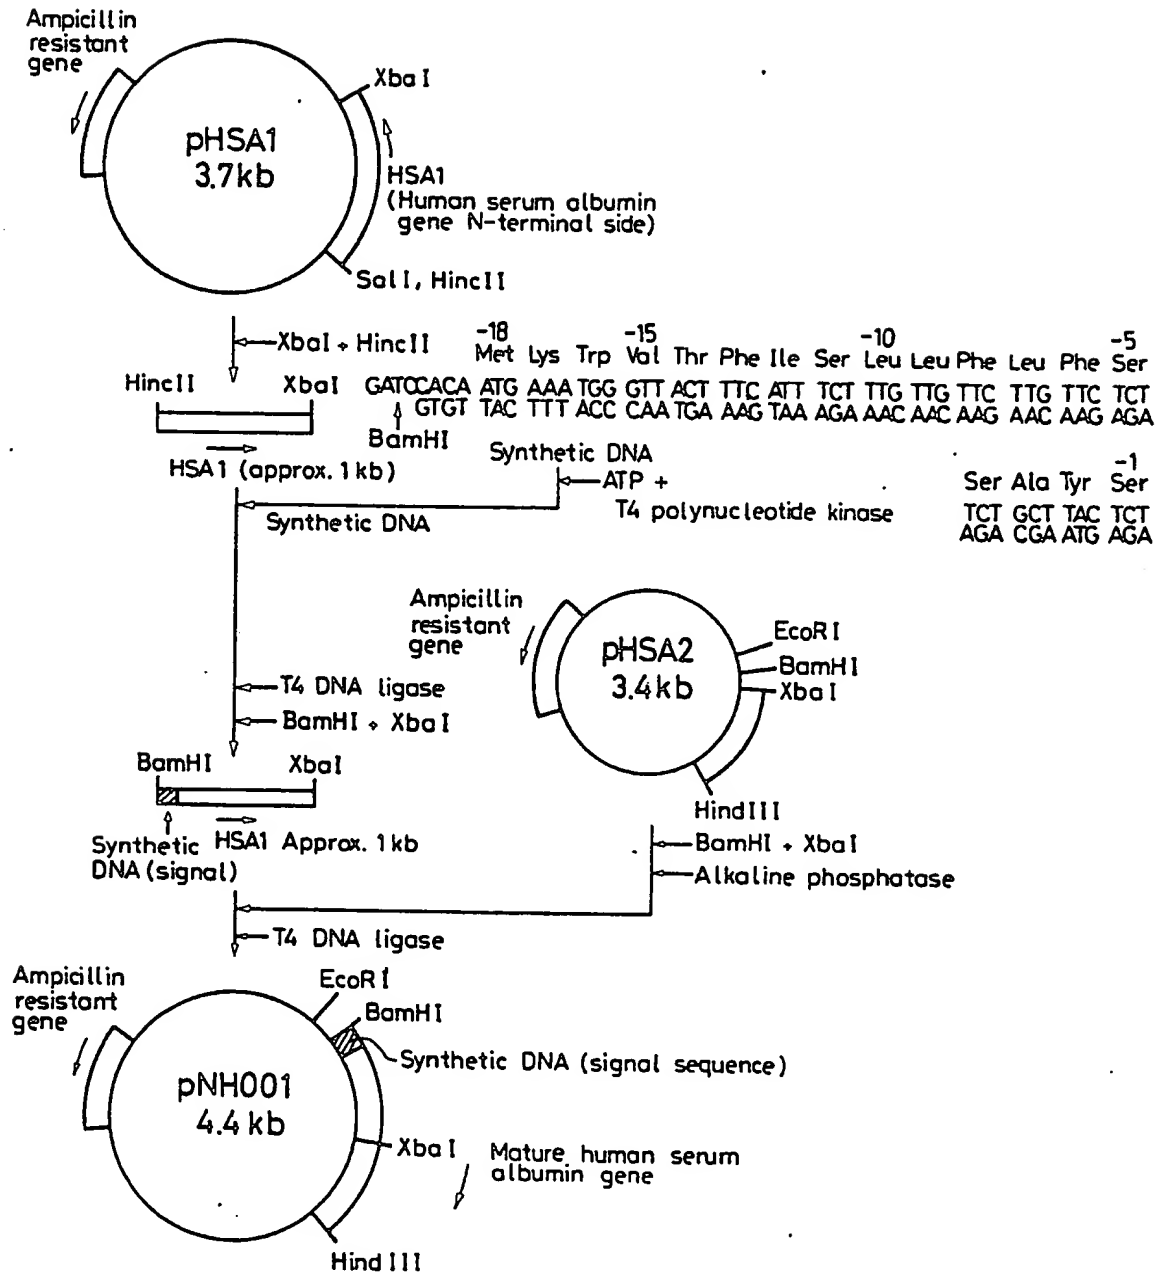 Ampicillin
resistant
gene
XbaI
pHSA1
3.7kb
HSA1
(Human serum albumin
gene N-terminal side)
SalI, HincII
XbaI + HincII
HincII
XbaI
HSA1 (approx. 1kb)
-18 -15 -10 -5
Met Lys Trp Val Thr Phe Ile Ser Leu Leu Phe Leu Phe Ser
GATCCACA ATG AAA TGG GTT ACT TTC ATT TCT TTG TTG TTC TTG TTC TCT
GTGT TAC TTT ACC CAA TGA AAG TAA AGA AAC AAC AAG AAC AAG AGA
BamHI
Synthetic DNA
-1
Ser Ala Tyr Ser
TCT GCT TAC TCT
AGA CGA ATG AGA
ATP +
T4 polynucleotide kinase
Synthetic DNA
Ampicillin
resistant
gene
pHSA2
3.4kb
EcoRI
BamHI
XbaI
HindIII
T4 DNA ligase
BamHI + XbaI
BamHI
XbaI
Synthetic
DNA (signal)
HSA1 Approx. 1kb
BamHI + XbaI
Alkaline phosphatase
T4 DNA ligase
Ampicillin
resistant
gene
EcoRI
BamHI
Synthetic DNA (signal sequence)
pNH001
4.4kb
XbaI
Mature human serum
albumin gene
Hind III